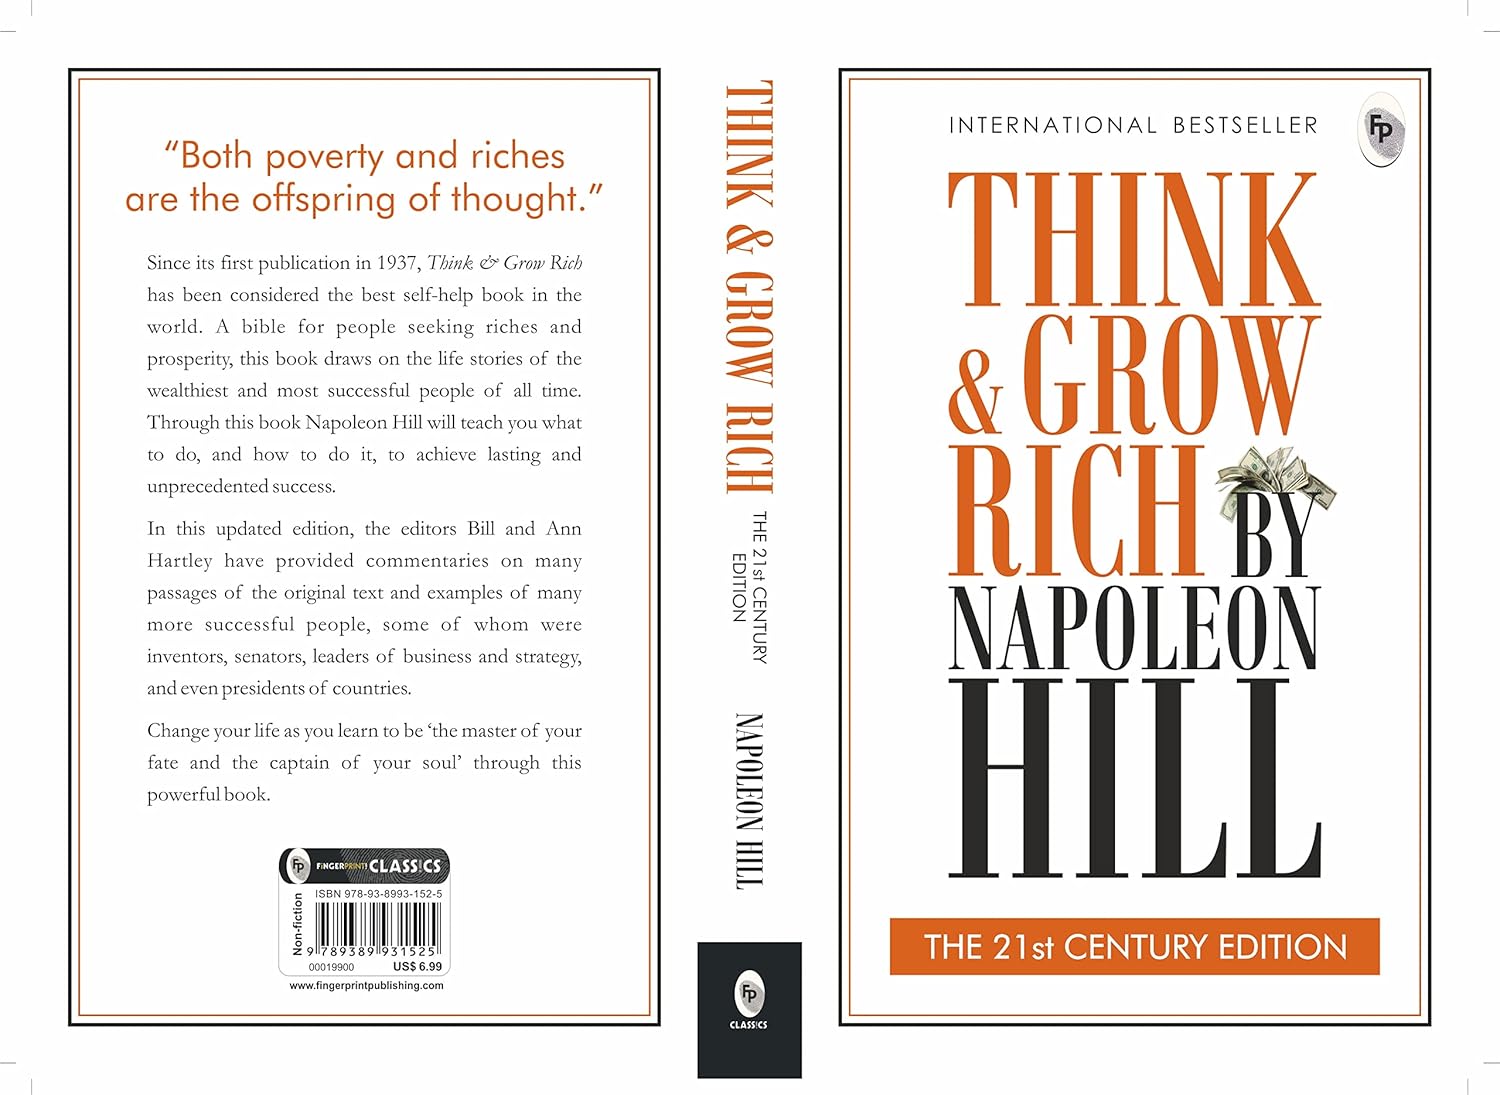 “Both poverty and riches
are the offspring of thought.”
Since its first publication in 1937, Think & Grow Rich
has been considered the best self-help book in the
world. A bible for people seeking riches and
prosperity, this book draws on the life stories of the
wealthiest and most successful people of all time.
Through this book Napoleon Hill will teach you what
to do, and how to do it, to achieve lasting and
unprecedented success.
In this updated edition, the editors Bill and Ann
Hartley have provided commentaries on many
passages of the original text and examples of many
more successful people, some of whom were
inventors, senators, leaders of business and strategy,
and even presidents of countries.
Change your life as you learn to be ‘the master of your
fate and the captain of your soul’ through this
powerful book.
FP FiNGERPRINT! CLASS!CS
ISBN 978-93-8993-152-5
Non-fiction
9 789389 931525
00019900 US$ 6.99
www.fingerprintpublishing.com
THINK & GROW RICH
THE 21st CENTURY
EDITION
NAPOLEON HILL
FP
CLASS!CS
INTERNATIONAL BESTSELLER
FP
THINK
& GROW
RICH BY
NAPOLEON
HILL
THE 21st CENTURY EDITION